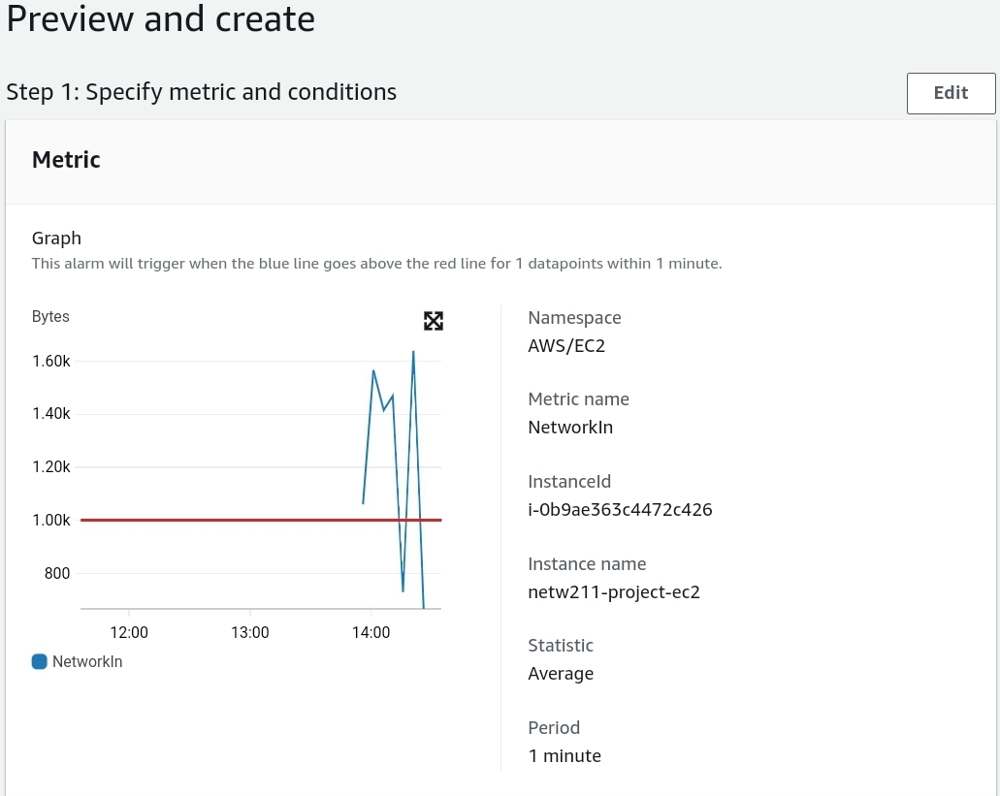 Preview and create
Step 1: Specify metric and conditions
Edit
Metric
Graph
This alarm will trigger when the blue line goes above the red line for 1 datapoints within 1 minute.
Bytes
1.60k
1.40k
1.20k
1.00k
800
12:00 13:00 14:00
NetworkIn
Namespace
AWS/EC2
Metric name
NetworkIn
InstanceId
i-0b9ae363c4472c426
Instance name
netw211-project-ec2
Statistic
Average
Period
1 minute